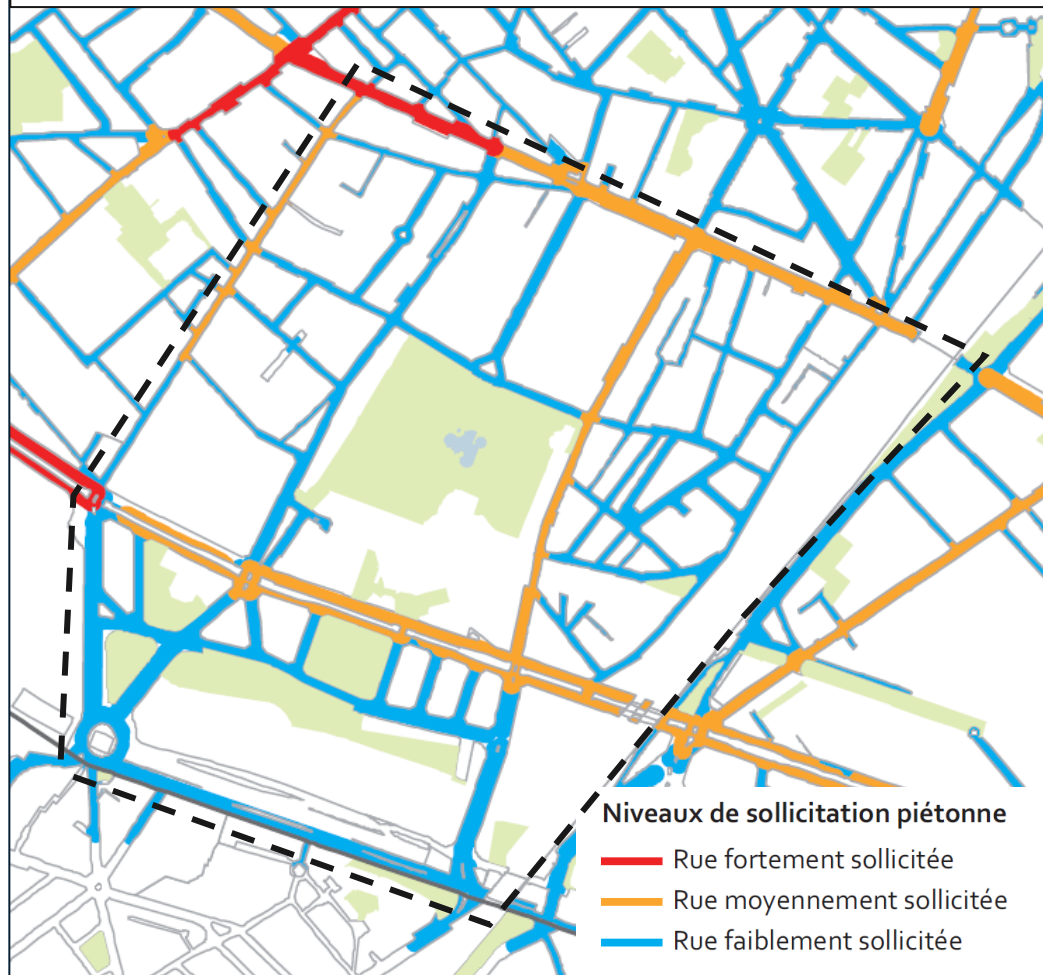 Niveaux de sollicitation piétonne
Rue fortement sollicitée
Rue moyennement sollicitée
Rue faiblement sollicitée